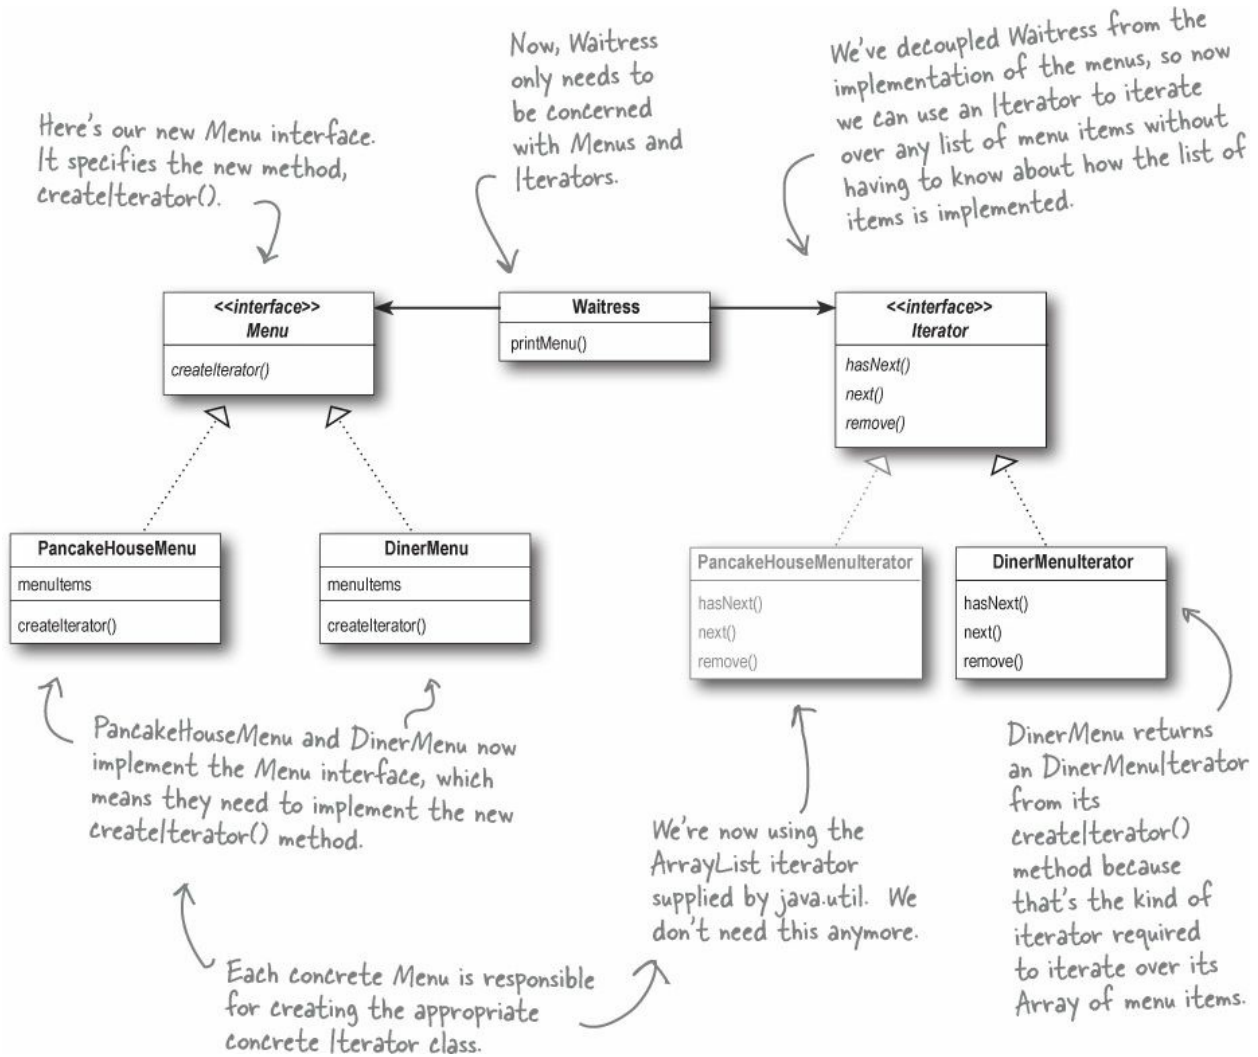 Here's our new Menu interface.
It specifies the new method,
createIterator().
Now, Waitress
only needs to
be concerned
with Menus and
Iterators.
We've decoupled Waitress from the
implementation of the menus, so now
we can use an Iterator to iterate
over any list of menu items without
having to know about how the list of
items is implemented.
<<interface>>
Menu
createIterator()
Waitress
printMenu()
<<interface>>
Iterator
hasNext()
next()
remove()
PancakeHouseMenu
menuItems
createIterator()
DinerMenu
menuItems
createIterator()
PancakeHouseMenuIterator
hasNext()
next()
remove()
DinerMenuIterator
hasNext()
next()
remove()
PancakeHouseMenu and DinerMenu now
implement the Menu interface, which
means they need to implement the new
createIterator() method.
We're now using the
ArrayList iterator
supplied by java.util. We
don't need this anymore.
DinerMenu returns
an DinerMenuIterator
from its
createIterator()
method because
that's the kind of
iterator required
to iterate over its
Array of menu items.
Each concrete Menu is responsible
for creating the appropriate
concrete Iterator class.